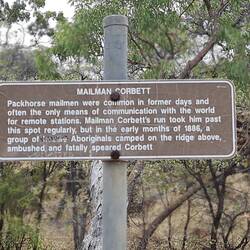 MAILMAN CORBETT
Packhorse mailmen were common in former days and
often the only means of communication with the world
for remote stations. Mailman Corbett's run took him past
this spot regularly, but in the early months of 1886, a
group of Aboriginals camped on the ridge above,
ambushed and fatally speared Corbett